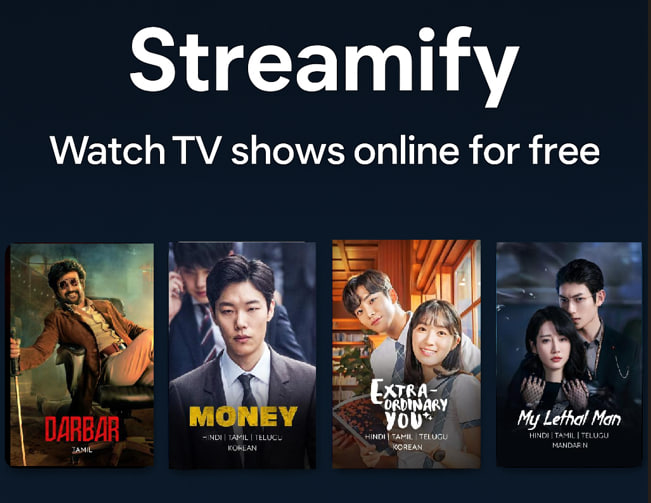 Streamify
Watch TV shows online for free
DARBAR
TAMIL
MONEY
HINDI | TAMIL | TELUGU
KOREAN
EXTRA-
ORDINARY
YOU
HINDI | TAMIL | TELUGU
KOREAN
My Lethal Man
HINDI | TAMIL | TELUGU
MANDARIN